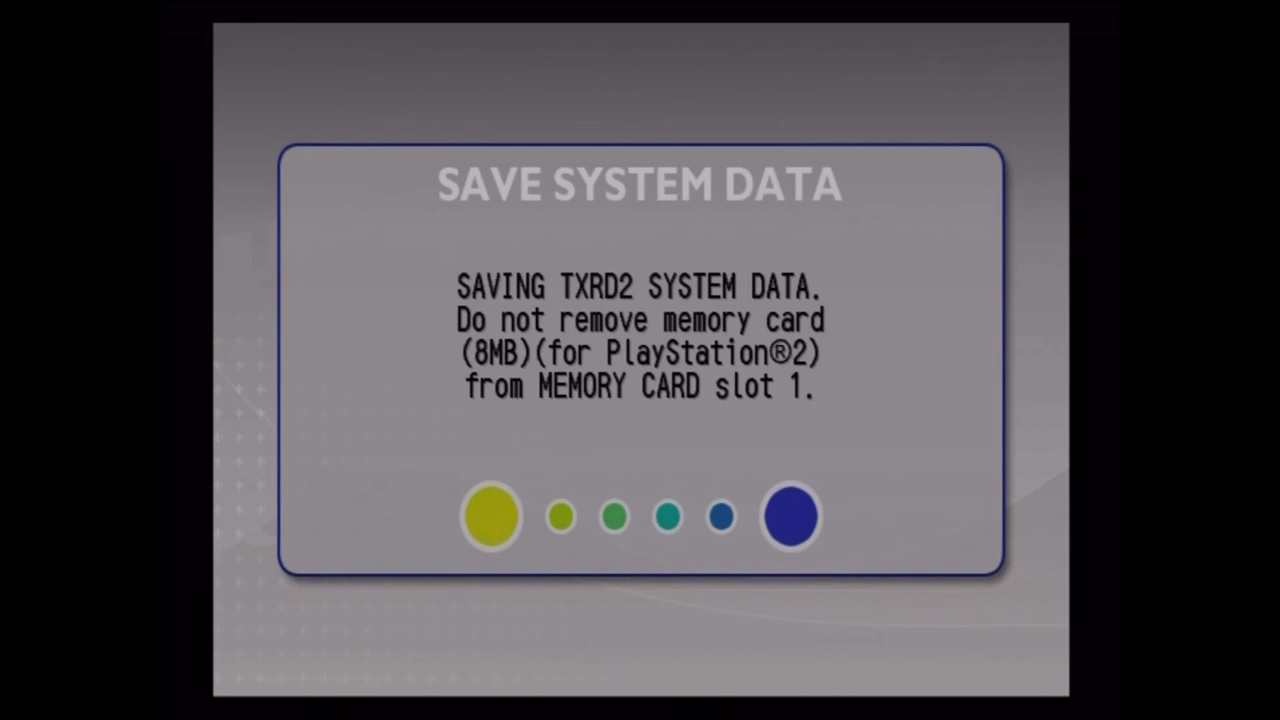 SAVE SYSTEM DATA
SAVING TXRD2 SYSTEM DATA.
Do not remove memory card
(8MB)(for PlayStation®2)
from MEMORY CARD slot 1.